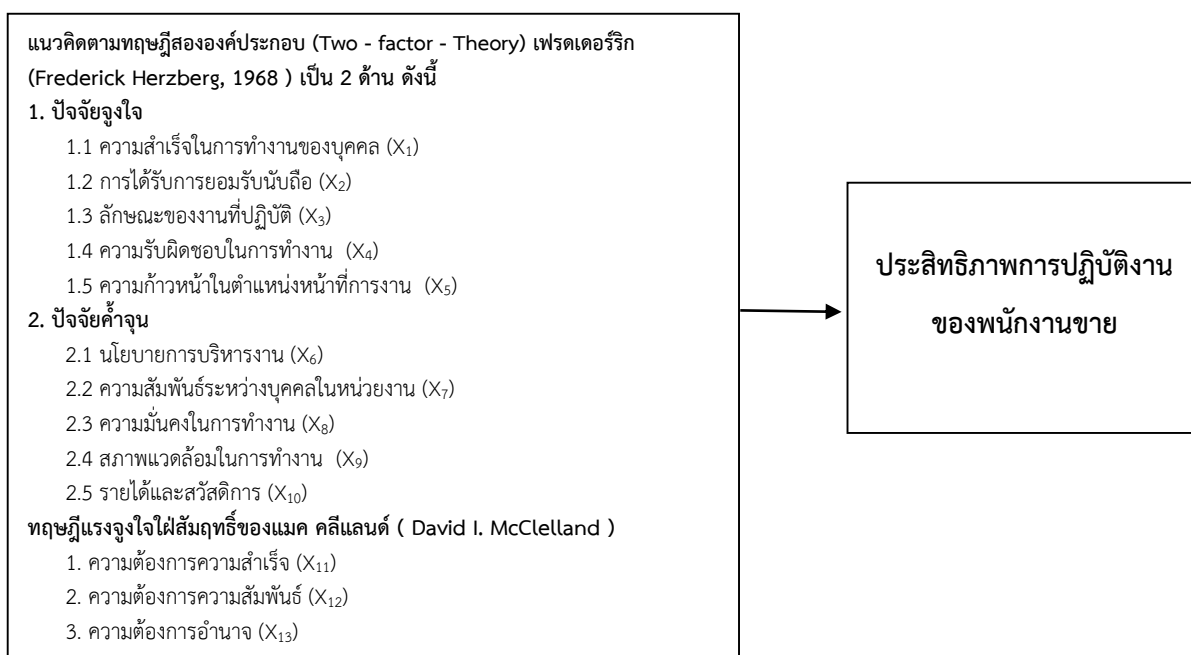 แนวคิดตามทฤษฎีสององค์ประกอบ (Two - factor - Theory) เฟรดเดอร์ริก
(Frederick Herzberg, 1968 ) เป็น 2 ด้าน ดังนี้
1. ปัจจัยจูงใจ
1.1 ความสำเร็จในการทำงานของบุคคล (X₁)
1.2 การได้รับการยอมรับนับถือ (X₂)
1.3 ลักษณะของงานที่ปฏิบัติ (X₃)
1.4 ความรับผิดชอบในการทำงาน (X₄)
1.5 ความก้าวหน้าในตำแหน่งหน้าที่การงาน (X₅)
2. ปัจจัยค้ำจุน
2.1 นโยบายการบริหารงาน (X₆)
2.2 ความสัมพันธ์ระหว่างบุคคลในหน่วยงาน (X₇)
2.3 ความมั่นคงในการทำงาน (X₈)
2.4 สภาพแวดล้อมในการทำงาน (X₉)
2.5 รายได้และสวัสดิการ (X₁₀)
ทฤษฎีแรงจูงใจใฝ่สัมฤทธิ์ของแมค คลีแลนด์ ( David I. McClelland )
1. ความต้องการความสำเร็จ (X₁₁)
2. ความต้องการความสัมพันธ์ (X₁₂)
3. ความต้องการอำนาจ (X₁₃)
ประสิทธิภาพการปฏิบัติงาน
ของพนักงานขาย